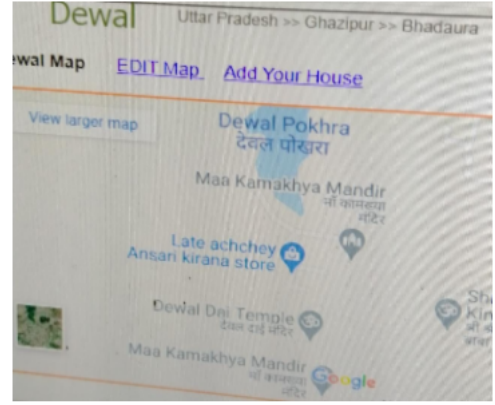 Dewal
Uttar Pradesh >> Ghazipur >> Bhadaura
ewal Map EDIT Map Add Your House
View larger map
Dewal Pokhra
देवल पोखरा
Maa Kamakhya Mandir
माँ कामाख्या
मंदिर
Late achchey
Ansari kirana store
Dewal Dai Temple
देवल दाई मंदिर
Maa Kamakhya Mandir
माँ कामाख्या
मंदिर
Google